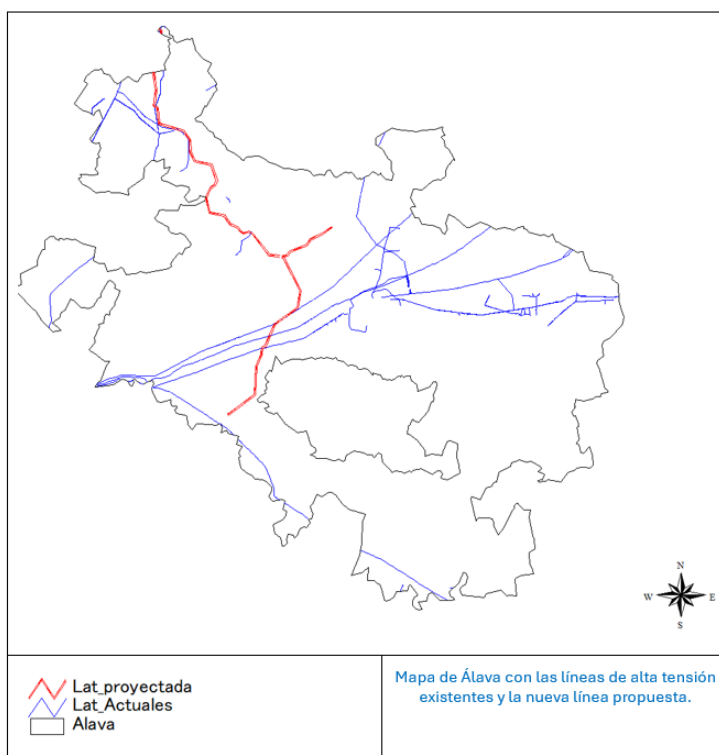 N
W
E
S
Lat_proyectada
Lat_Actuales
Alava
Mapa de Álava con las líneas de alta tensión
existentes y la nueva línea propuesta.